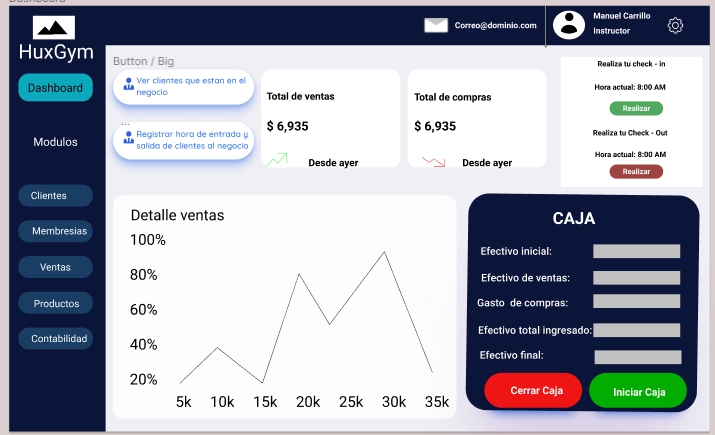 Dashboard
HuxGym
Correo@dominio.com
Manuel Carrillo
Instructor
Dashboard
Modulos
Clientes
Membresias
Ventas
Productos
Contabilidad
Button / Big
Ver clientes que estan en el
negocio
...
Registrar hora de entrada y
salida de clientes al negocio
Total de ventas
$ 6,935
Desde ayer
Total de compras
$ 6,935
Desde ayer
Realiza tu check - in
Hora actual: 8:00 AM
Realizar
Realiza tu Check - Out
Hora actual: 8:00 AM
Realizar
Detalle ventas
100%
80%
60%
40%
20%
5k 10k 15k 20k 25k 30k 35k
CAJA
Efectivo inicial:
Efectivo de ventas:
Gasto de compras:
Efectivo total ingresado:
Efectivo final:
Cerrar Caja
Iniciar Caja